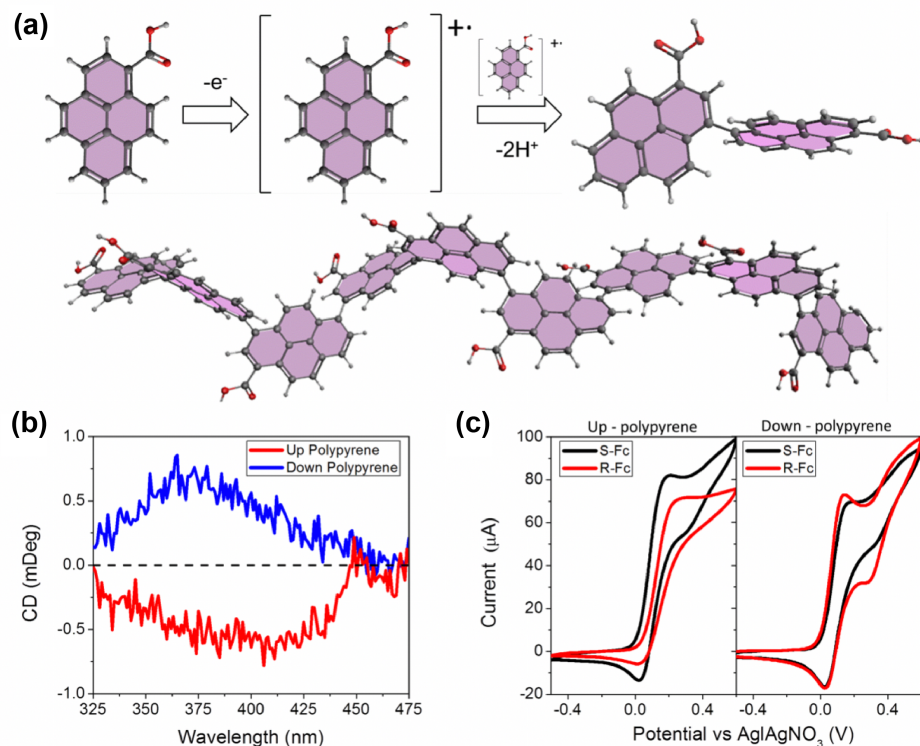 (a)
-e⁻
+·
+·
-2H⁺
(b)
1.0
0.5
0.0
-0.5
-1.0
CD (mDeg)
Up Polypyrene
Down Polypyrene
325
350
375
400
425
450
475
Wavelength (nm)
(c)
Up - polypyrene
Down - polypyrene
S-Fc
R-Fc
S-Fc
R-Fc
100
80
60
40
20
0
-20
Current (µA)
-0.4
0.0
0.4
-0.4
0.0
0.4
Potential vs Ag|AgNO₃ (V)